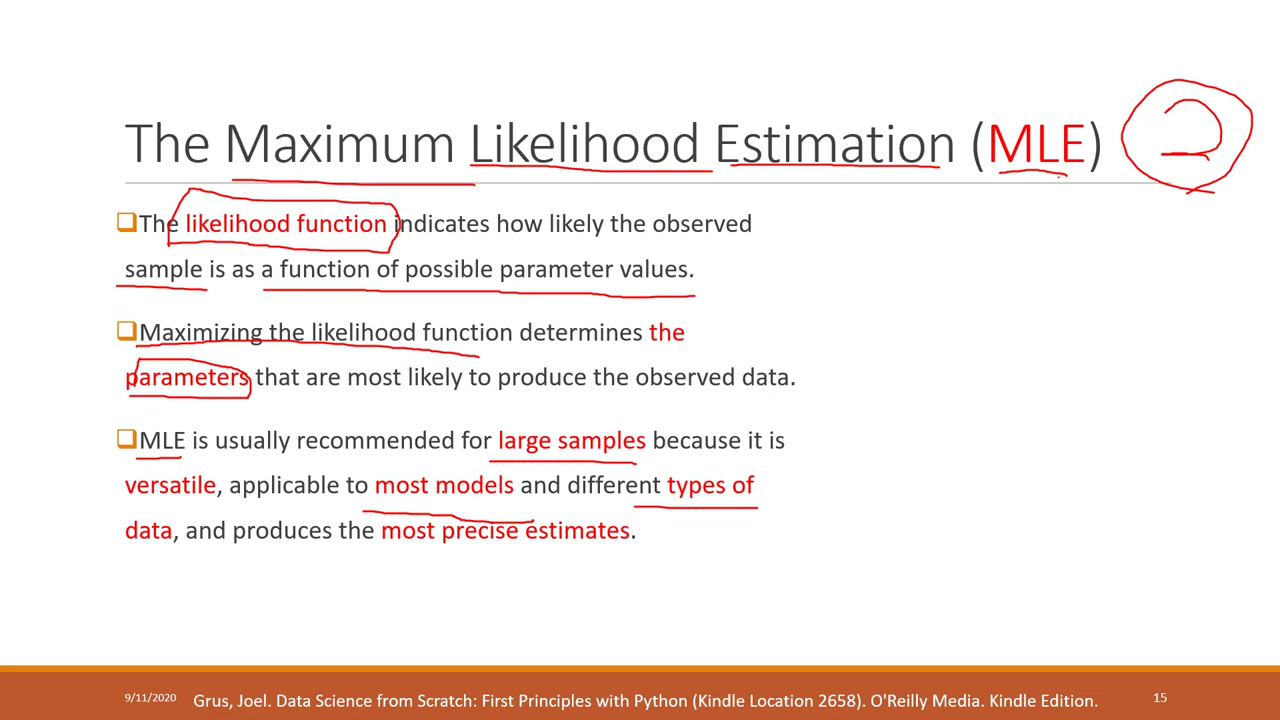 The Maximum Likelihood Estimation (MLE)
2
The likelihood function indicates how likely the observed
sample is as a function of possible parameter values.
Maximizing the likelihood function determines the
parameters that are most likely to produce the observed data.
MLE is usually recommended for large samples because it is
versatile, applicable to most models and different types of
data, and produces the most precise estimates.
9/11/2020 Grus, Joel. Data Science from Scratch: First Principles with Python (Kindle Location 2658). O'Reilly Media. Kindle Edition. 15